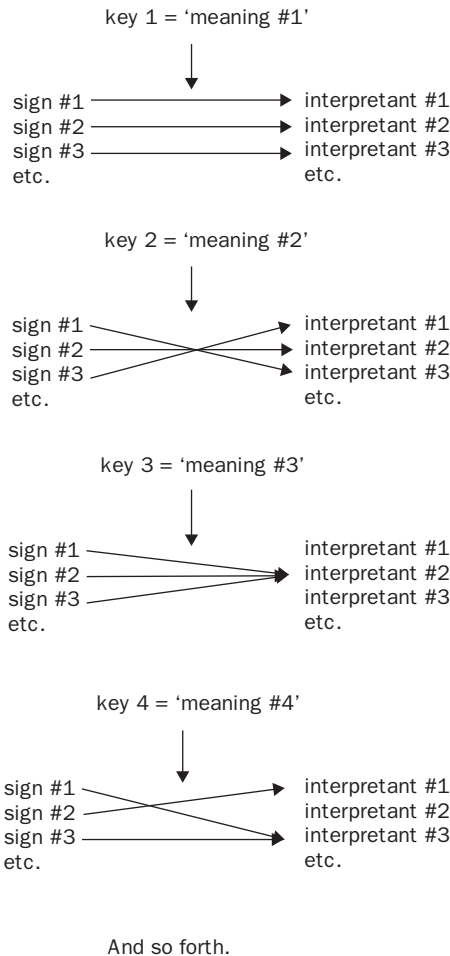 key 1 = ‘meaning #1’
sign #1 interpretant #1
sign #2 interpretant #2
sign #3 interpretant #3
etc. etc.
key 2 = ‘meaning #2’
sign #1 interpretant #1
sign #2 interpretant #2
sign #3 interpretant #3
etc. etc.
key 3 = ‘meaning #3’
sign #1 interpretant #1
sign #2 interpretant #2
sign #3 interpretant #3
etc. etc.
key 4 = ‘meaning #4’
sign #1 interpretant #1
sign #2 interpretant #2
sign #3 interpretant #3
etc. etc.
And so forth.